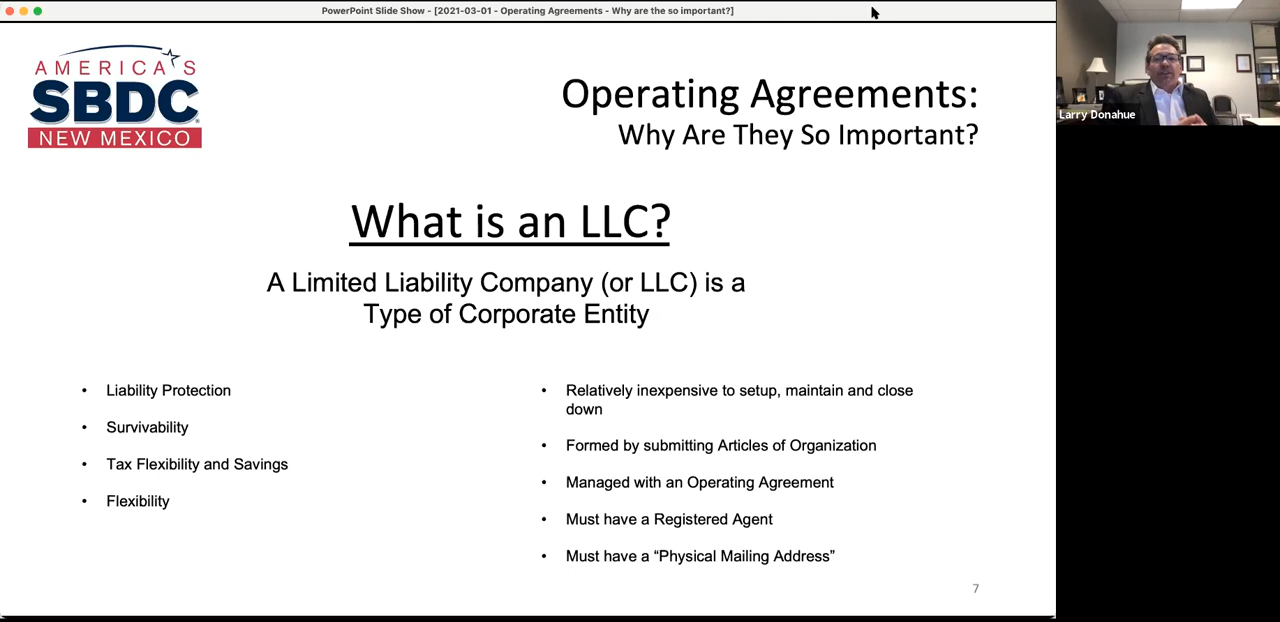 PowerPoint Slide Show - [2021-03-01 - Operating Agreements - Why are the so important?]
AMERICA'S
SBDC
NEW MEXICO
Operating Agreements:
Why Are They So Important?
What is an LLC?
A Limited Liability Company (or LLC) is a
Type of Corporate Entity
• Liability Protection
• Survivability
• Tax Flexibility and Savings
• Flexibility
• Relatively inexpensive to setup, maintain and close
down
• Formed by submitting Articles of Organization
• Managed with an Operating Agreement
• Must have a Registered Agent
• Must have a “Physical Mailing Address”
7
Larry Donahue